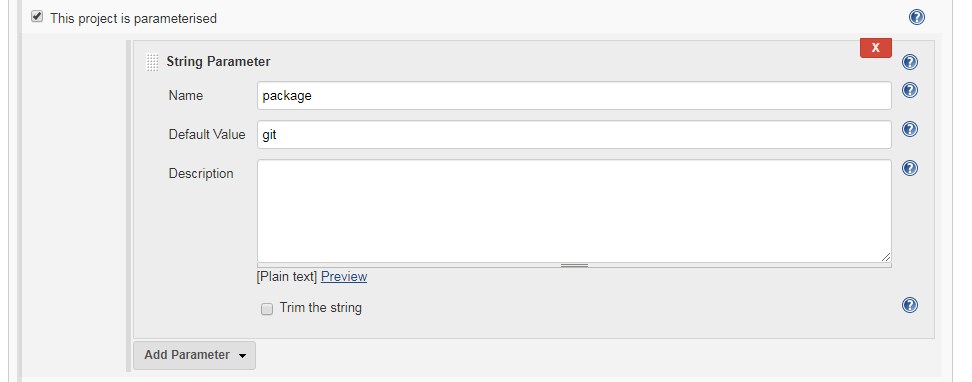 This project is parameterised
X
String Parameter
Name package
Default Value git
Description
[Plain text] Preview
Trim the string
Add Parameter